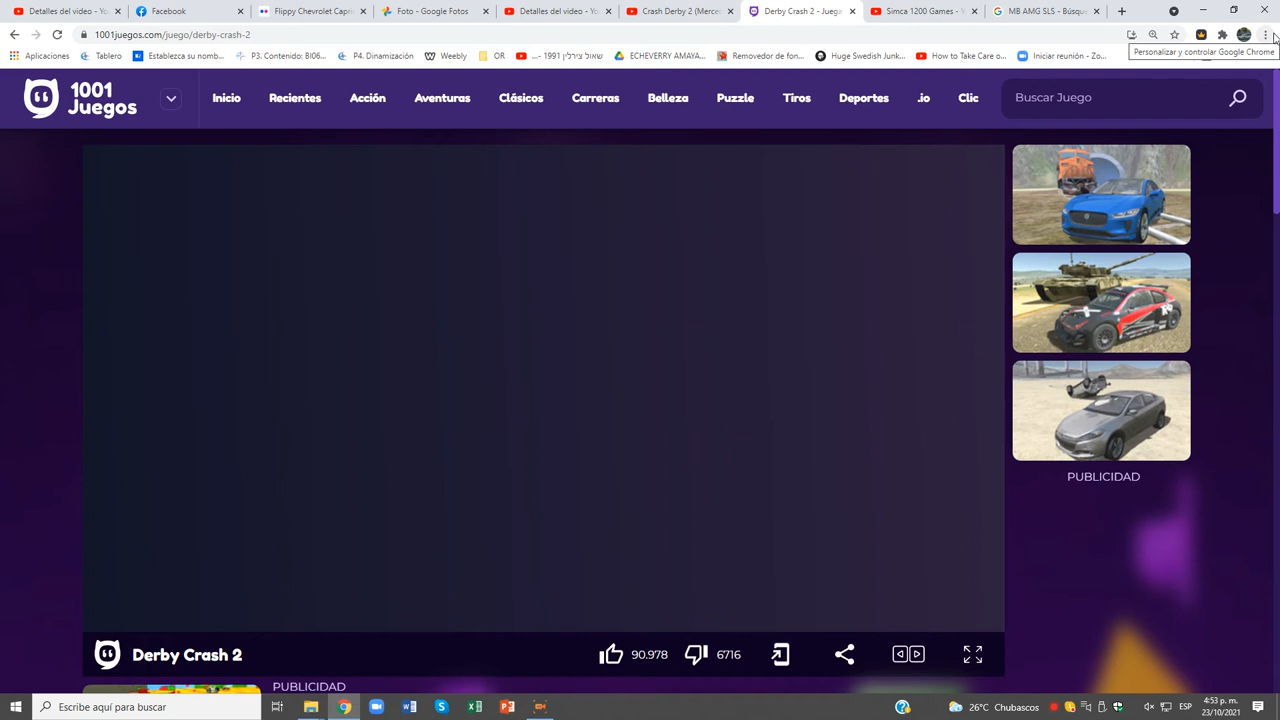 Detalles del video - Yo
Facebook
Flippy Chevrolet Capri
Foto - Google Fotos
Detalles del video - Yo
Crash Derby 2 (Merce
Derby Crash 2 - Juega
Simca 1200 Games - Y
MB AMG SLS - Búsqu
1001juegos.com/juego/derby-crash-2
Personalizar y controlar Google Chrome
Aplicaciones
Tablero
Establezca su nomb...
P3. Contenido: BI06...
P4. Dinamización
Weebly
OR
שאול צירלין 1991 -...
ECHEVERRY AMAYA...
Removedor de fon...
Huge Swedish Junk...
How to Take Care o...
Iniciar reunión - Zo...
1001
Juegos
Inicio
Recientes
Acción
Aventuras
Clásicos
Carreras
Belleza
Puzzle
Tiros
Deportes
.io
Clic
Buscar Juego
PUBLICIDAD
Derby Crash 2
90.978
6716
PUBLICIDAD
Escribe aquí para buscar
26°C Chubascos
ESP
4:53 p. m.
23/10/2021